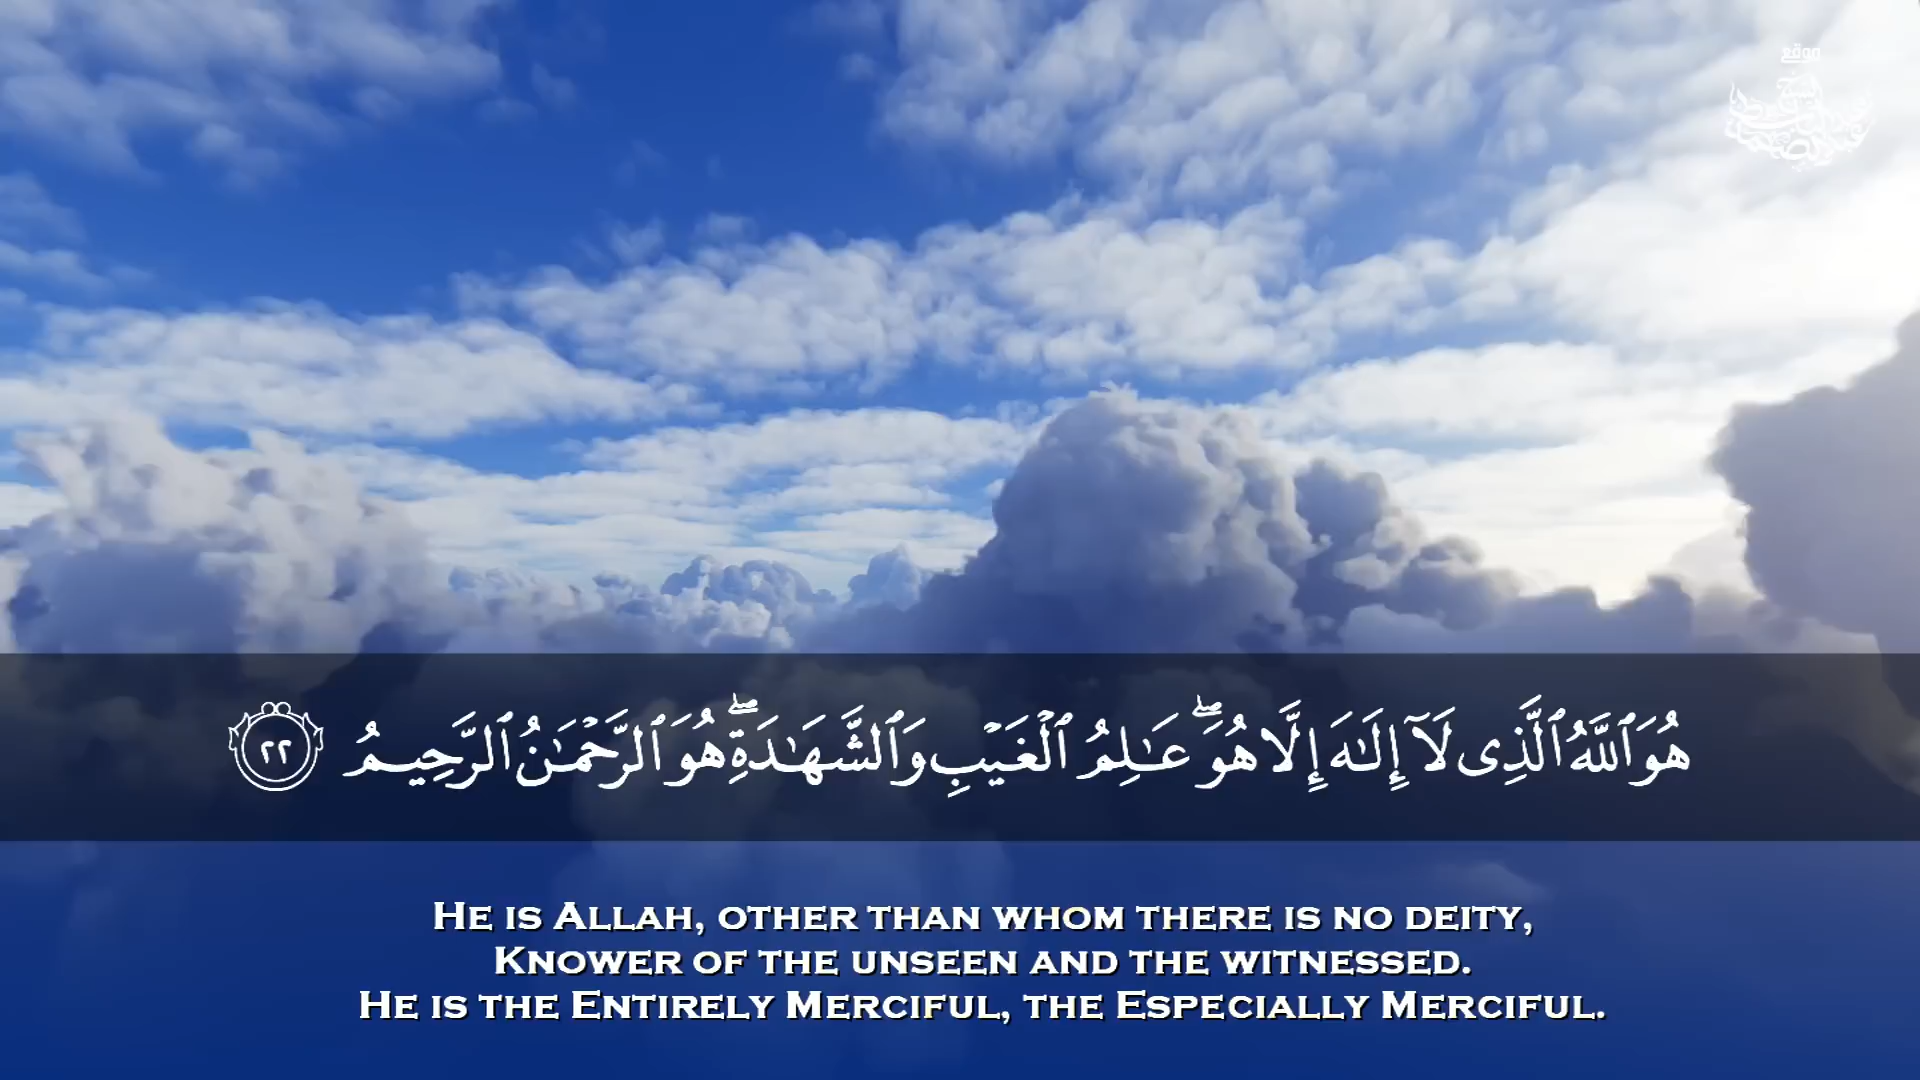 موقع
هُوَ ٱللَّهُ ٱلَّذِى لَآ إِلَـٰهَ إِلَّا هُوَ ۖ عَـٰلِمُ ٱلْغَيْبِ وَٱلشَّهَـٰدَةِ ۖ هُوَ ٱلرَّحْمَـٰنُ ٱلرَّحِيمُ ٢٢
He is Allah, other than whom there is no deity,
Knower of the unseen and the witnessed.
He is the Entirely Merciful, the Especially Merciful.